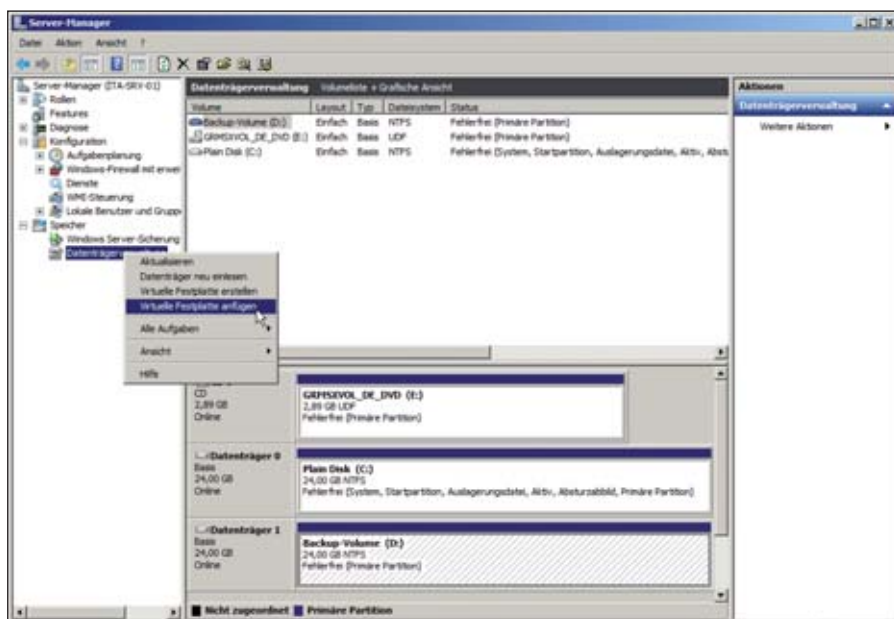 Server-Manager
Datei Aktion Ansicht ?
Server-Manager (ITA-SRV-01)
Rollen
Features
Diagnose
Konfiguration
Aufgabenplanung
Windows-Firewall mit erwei
Dienste
WMI-Steuerung
Lokale Benutzer und Gruppe
Speicher
Windows Server-Sicherung
Aktualisieren
Datenträger neu einlesen
Virtuelle Festplatte erstellen
Virtuelle Festplatte anfügen
Alle Aufgaben
Ansicht
Hilfe
Datenträgerverwaltung Volumeliste + Grafische Ansicht
Volume Layout Typ Dateisystem Status
Backup-Volume (D:) Einfach Basis NTFS Fehlerfrei (Primäre Partition)
GRMSXVOL_DE_DVD (E:) Einfach Basis UDF Fehlerfrei (Primäre Partition)
Plain Disk (C:) Einfach Basis NTFS Fehlerfrei (System, Startpartition, Auslagerungsdatei, Aktiv, Abst
CD
2,89 GB
Online
GRMSXVOL_DE_DVD (E:)
2,89 GB UDF
Fehlerfrei (Primäre Partition)
Datenträger 0
Basis
24,00 GB
Online
Plain Disk (C:)
24,00 GB NTFS
Fehlerfrei (System, Startpartition, Auslagerungsdatei, Aktiv, Absturzabbild, Primäre Partition)
Datenträger 1
Basis
24,00 GB
Online
Backup-Volume (D:)
24,00 GB NTFS
Fehlerfrei (Primäre Partition)
Nicht zugeordnet Primäre Partition
Aktionen
Datenträgerverwaltung
Weitere Aktionen